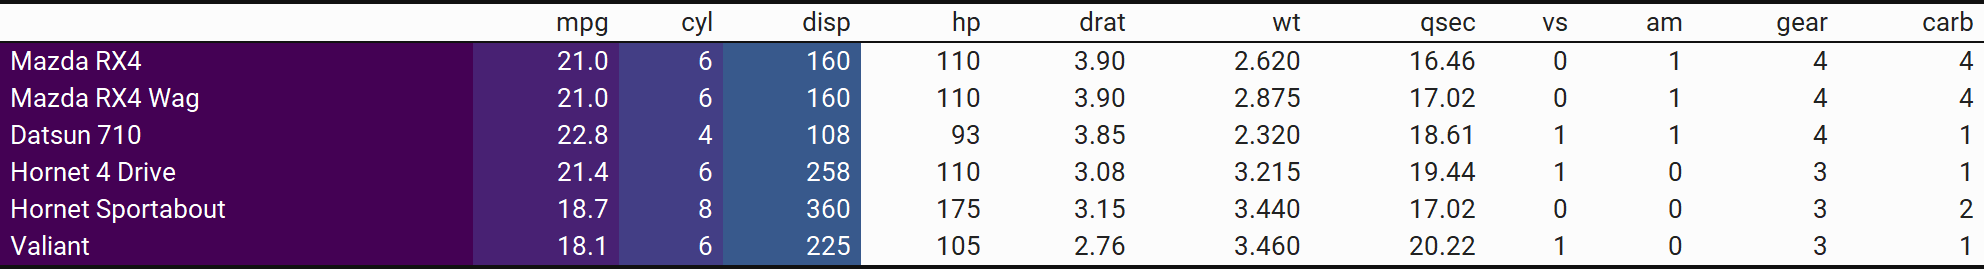 mpg cyl disp hp drat wt qsec vs am gear carb
Mazda RX4 21.0 6 160 110 3.90 2.620 16.46 0 1 4 4
Mazda RX4 Wag 21.0 6 160 110 3.90 2.875 17.02 0 1 4 4
Datsun 710 22.8 4 108 93 3.85 2.320 18.61 1 1 4 1
Hornet 4 Drive 21.4 6 258 110 3.08 3.215 19.44 1 0 3 1
Hornet Sportabout 18.7 8 360 175 3.15 3.440 17.02 0 0 3 2
Valiant 18.1 6 225 105 2.76 3.460 20.22 1 0 3 1